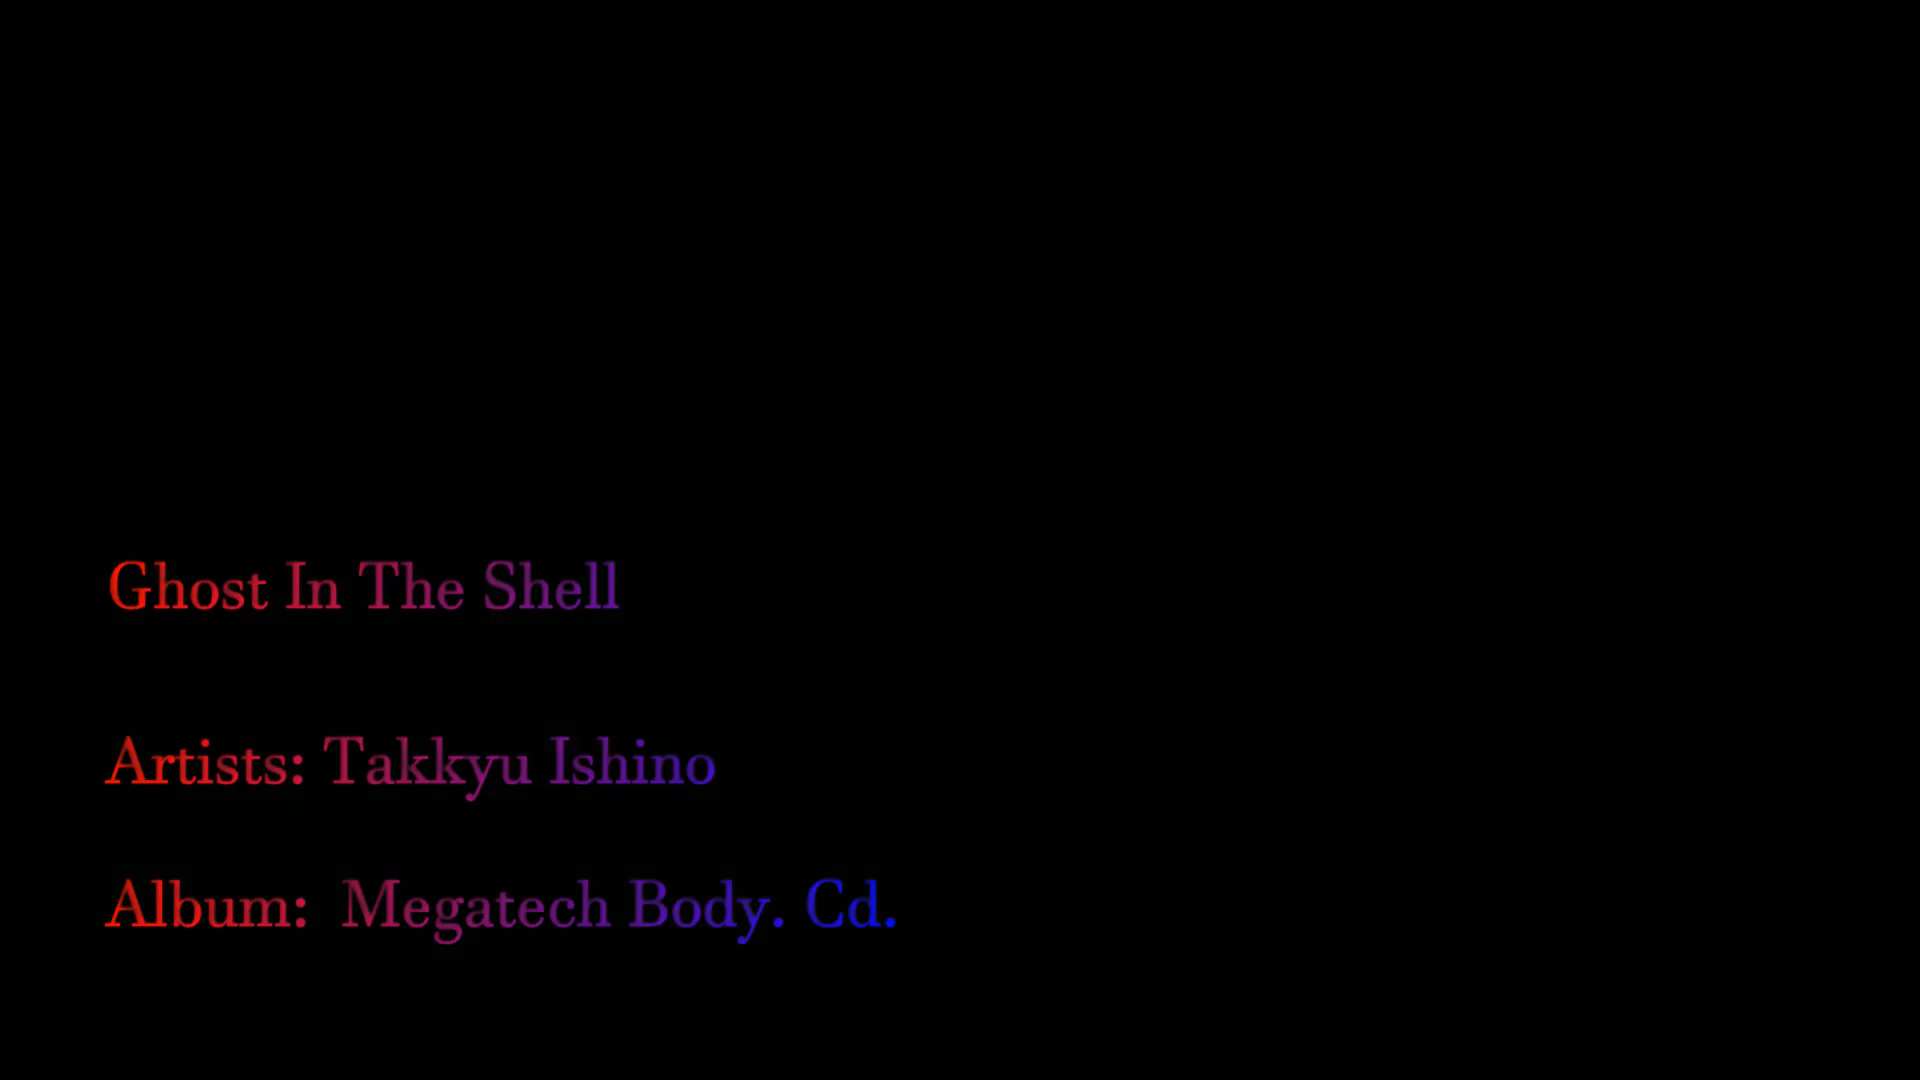 Ghost In The Shell
Artists: Takkyu Ishino
Album:  Megatech Body. Cd.